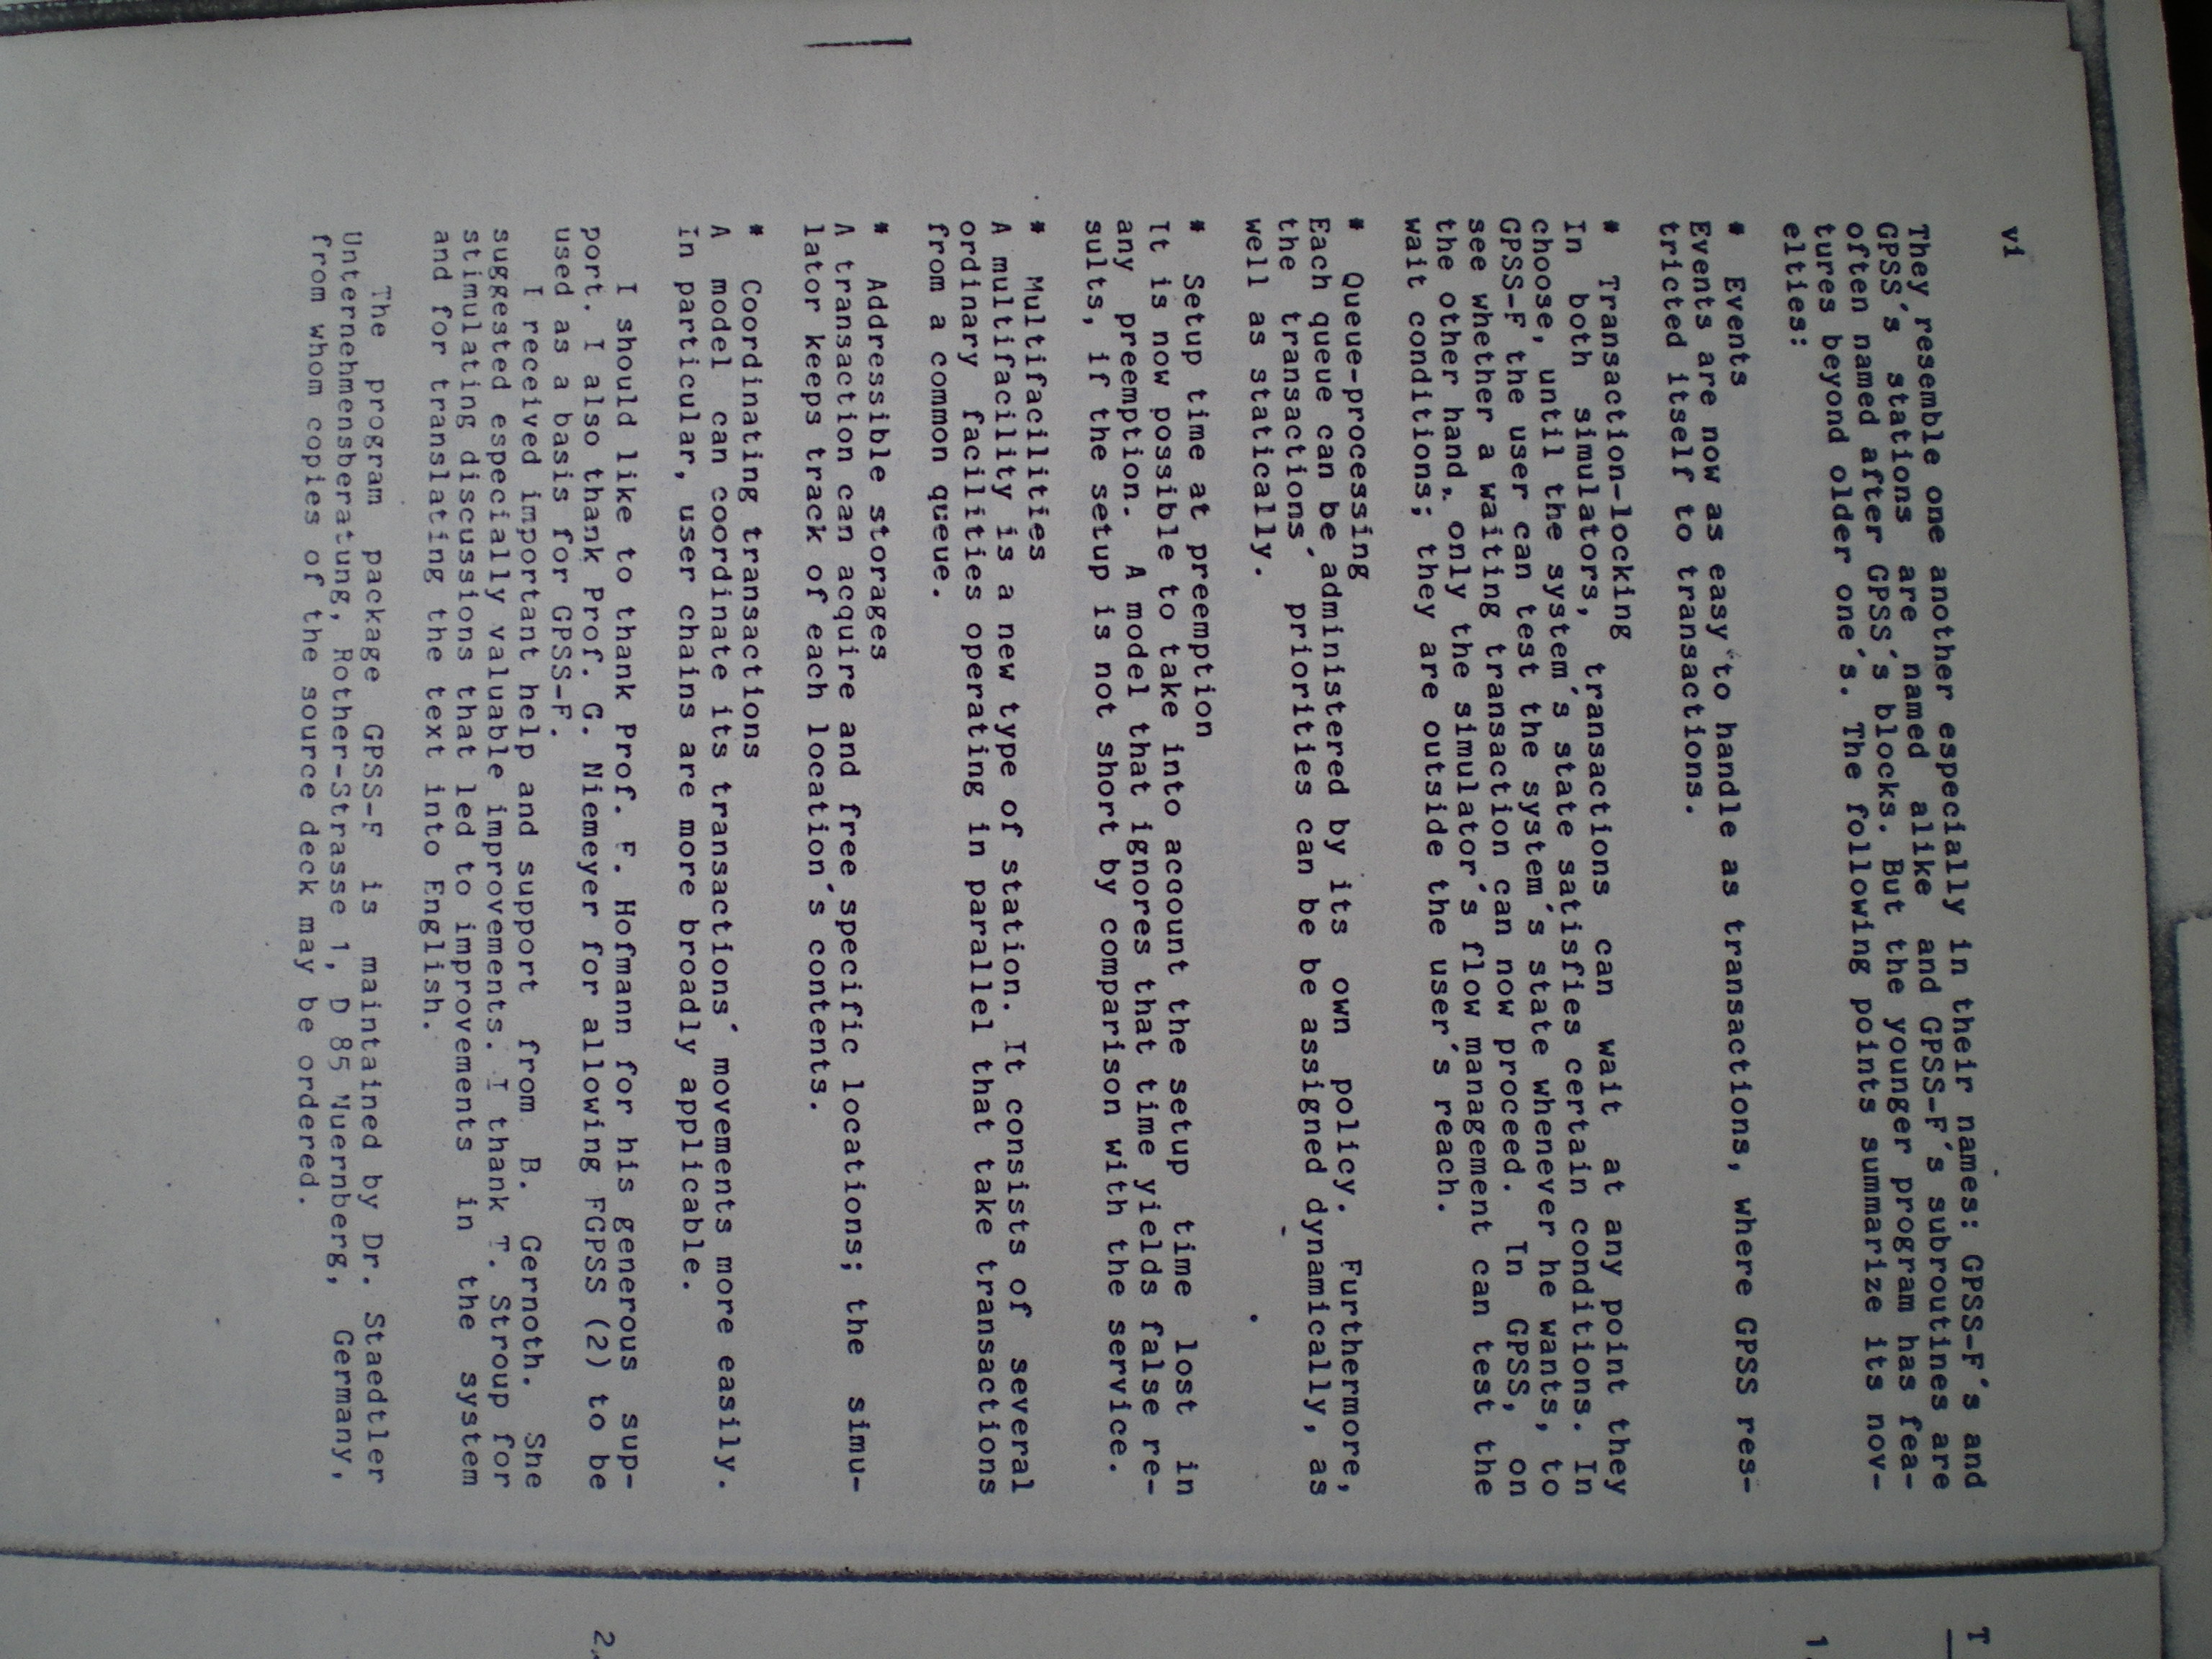 vi
They resemble one another especially in their names: GPSS-F´s and
GPSS´s stations are named alike and GPSS-F´s subroutines are
often named after GPSS´s blocks. But the younger program has fea-
tures beyond older one´s. The following points summarize its nov-
elties:
* Events
Events are now as easy to handle as transactions, where GPSS res-
tricted itself to transactions.
* Transaction-locking
In both simulators, transactions can wait at any point they
choose, until the system´s state satisfies certain conditions. In
GPSS-F the user can test the system´s state whenever he wants, to
see whether a waiting transaction can now proceed. In GPSS, on
the other hand, only the simulator´s flow management can test the
wait conditions; they are outside the user´s reach.
* Queue-processing
Each queue can be administered by its own policy. Furthermore,
the transactions´ priorities can be assigned dynamically, as
well as statically.
* Setup time at preemption
It is now possible to take into account the setup time lost in
any preemption. A model that ignores that time yields false re-
sults, if the setup is not short by comparison with the service.
* Multifacilities
A multifacility is a new type of station. It consists of several
ordinary facilities operating in parallel that take transactions
from a common queue.
* Addressible storages
A transaction can acquire and free specific locations; the simu-
lator keeps track of each location´s contents.
* Coordinating transactions
A model can coordinate its transactions´ movements more easily.
In particular, user chains are more broadly applicable.
I should like to thank Prof. F. Hofmann for his generous sup-
port. I also thank Prof. G. Niemeyer for allowing FGPSS (2) to be
used as a basis for GPSS-F.
I received important help and support from B. Gernoth. She
suggested especially valuable improvements. I thank T. Stroup for
stimulating discussions that led to improvements in the system
and for translating the text into English.
The program package GPSS-F is maintained by Dr. Staedtler
Unternehmensberatung, Rother-Strasse 1, D 85 Nuernberg, Germany,
from whom copies of the source deck may be ordered.
T
1
2.